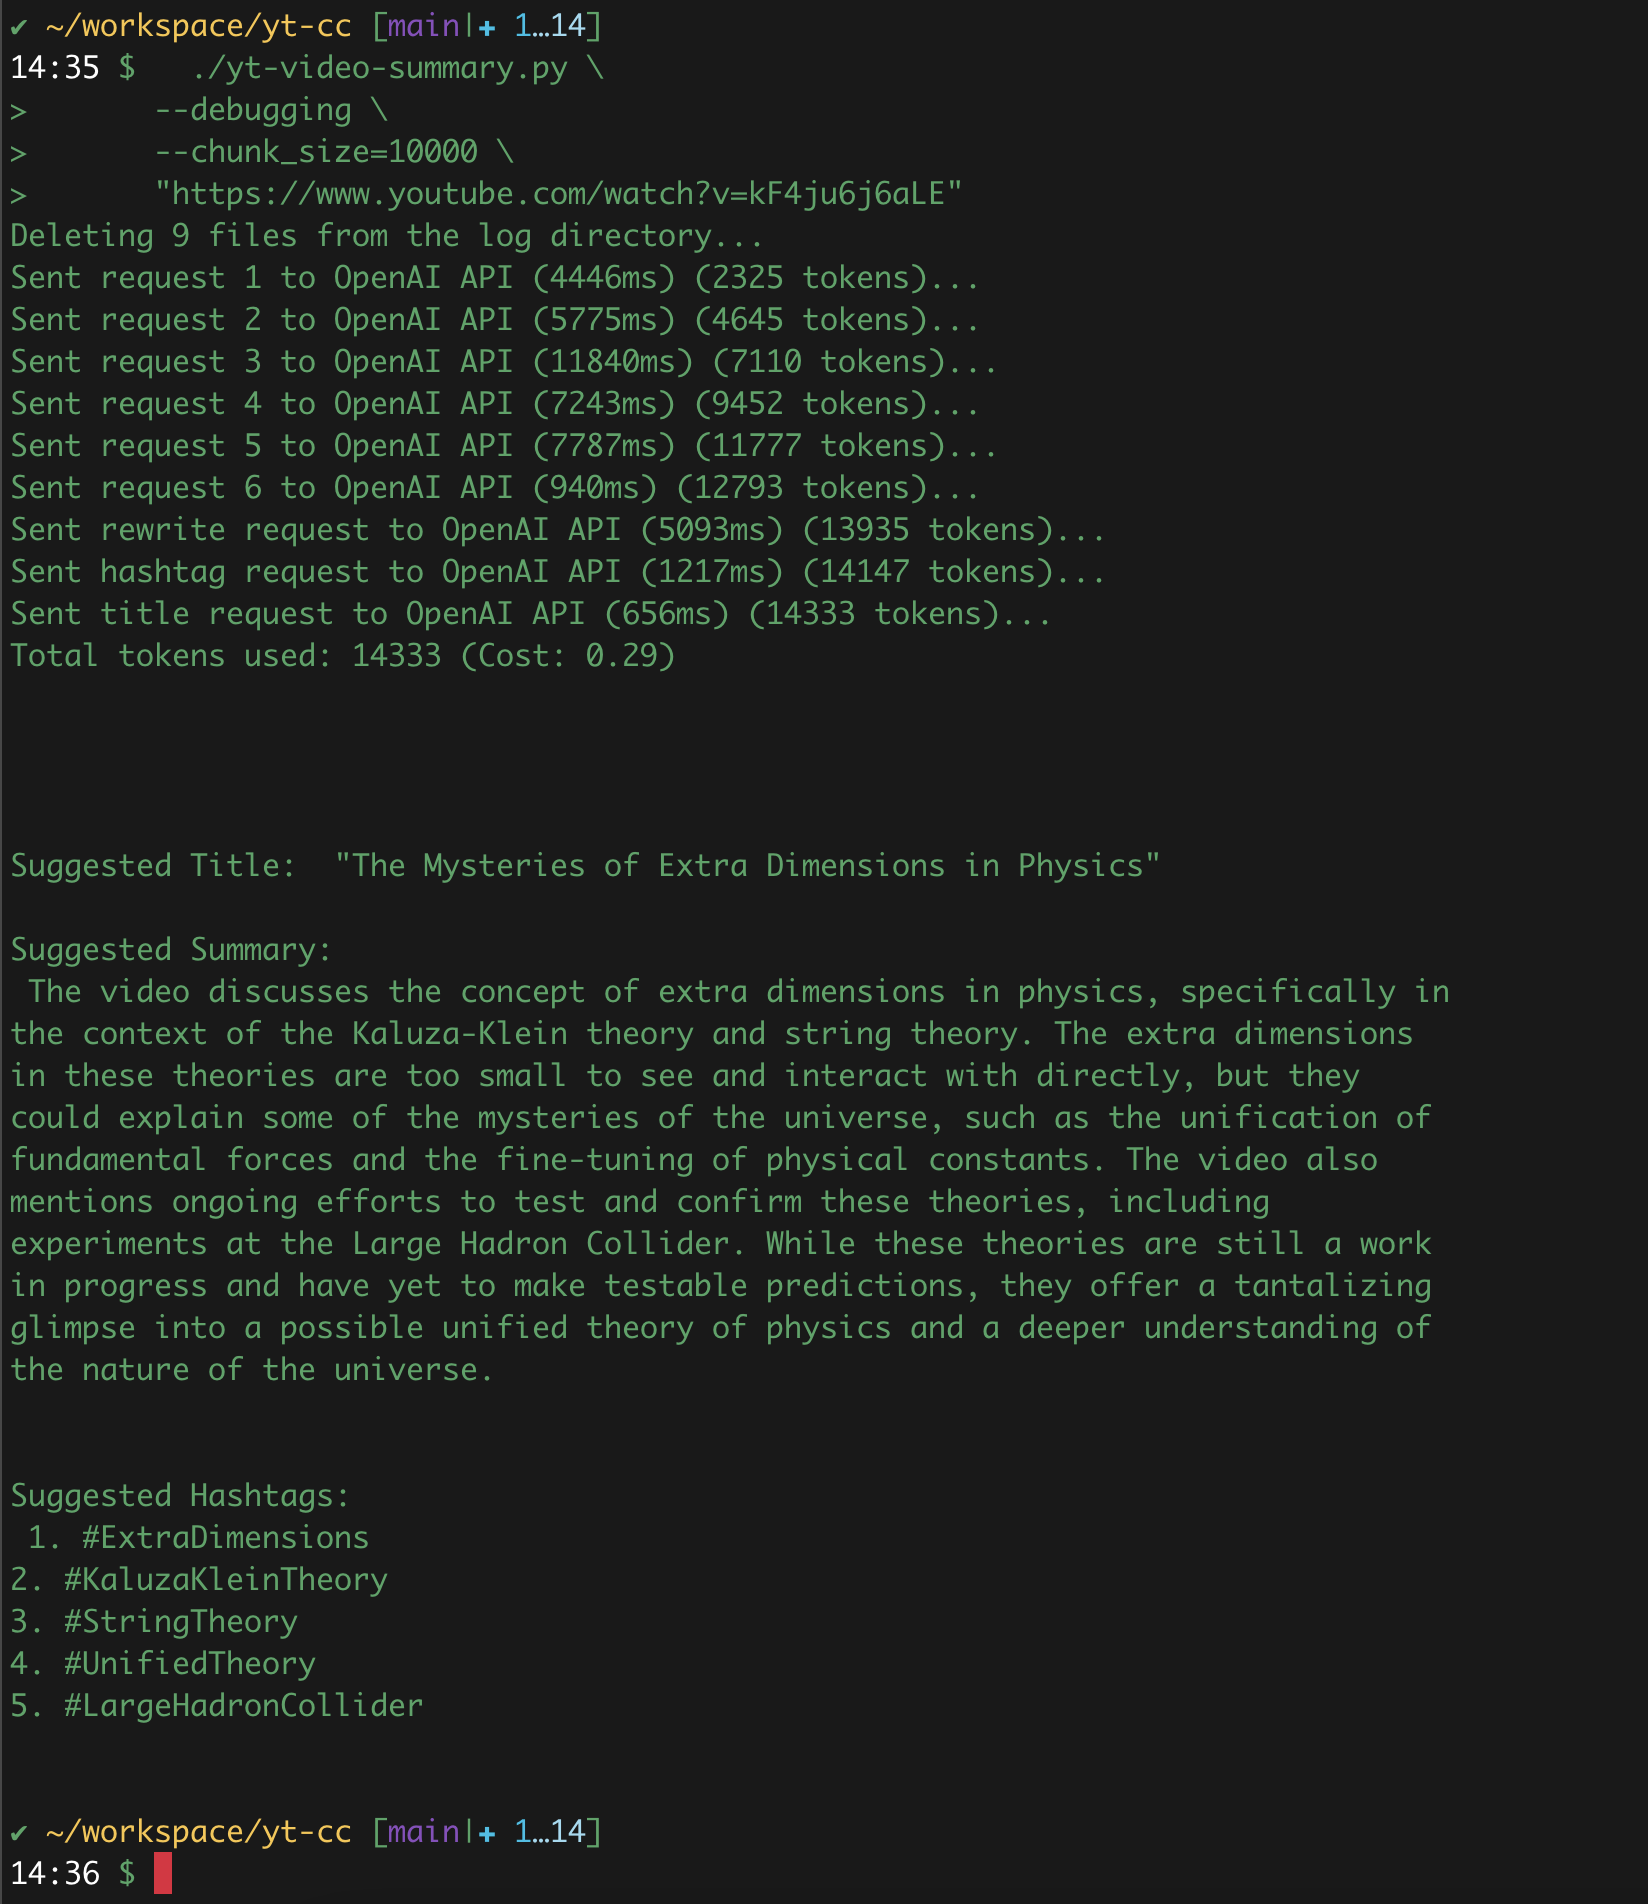 ✔ ~/workspace/yt-cc [main|✚ 1…14]
14:35 $   ./yt-video-summary.py \
>       --debugging \
>       --chunk_size=10000 \
>       "https://www.youtube.com/watch?v=kF4ju6j6aLE"
Deleting 9 files from the log directory...
Sent request 1 to OpenAI API (4446ms) (2325 tokens)...
Sent request 2 to OpenAI API (5775ms) (4645 tokens)...
Sent request 3 to OpenAI API (11840ms) (7110 tokens)...
Sent request 4 to OpenAI API (7243ms) (9452 tokens)...
Sent request 5 to OpenAI API (7787ms) (11777 tokens)...
Sent request 6 to OpenAI API (940ms) (12793 tokens)...
Sent rewrite request to OpenAI API (5093ms) (13935 tokens)...
Sent hashtag request to OpenAI API (1217ms) (14147 tokens)...
Sent title request to OpenAI API (656ms) (14333 tokens)...
Total tokens used: 14333 (Cost: 0.29)
Suggested Title:  "The Mysteries of Extra Dimensions in Physics"
Suggested Summary:
 The video discusses the concept of extra dimensions in physics, specifically in
the context of the Kaluza-Klein theory and string theory. The extra dimensions
in these theories are too small to see and interact with directly, but they
could explain some of the mysteries of the universe, such as the unification of
fundamental forces and the fine-tuning of physical constants. The video also
mentions ongoing efforts to test and confirm these theories, including
experiments at the Large Hadron Collider. While these theories are still a work
in progress and have yet to make testable predictions, they offer a tantalizing
glimpse into a possible unified theory of physics and a deeper understanding of
the nature of the universe.
Suggested Hashtags:
 1. #ExtraDimensions
2. #KaluzaKleinTheory
3. #StringTheory
4. #UnifiedTheory
5. #LargeHadronCollider
✔ ~/workspace/yt-cc [main|✚ 1…14]
14:36 $